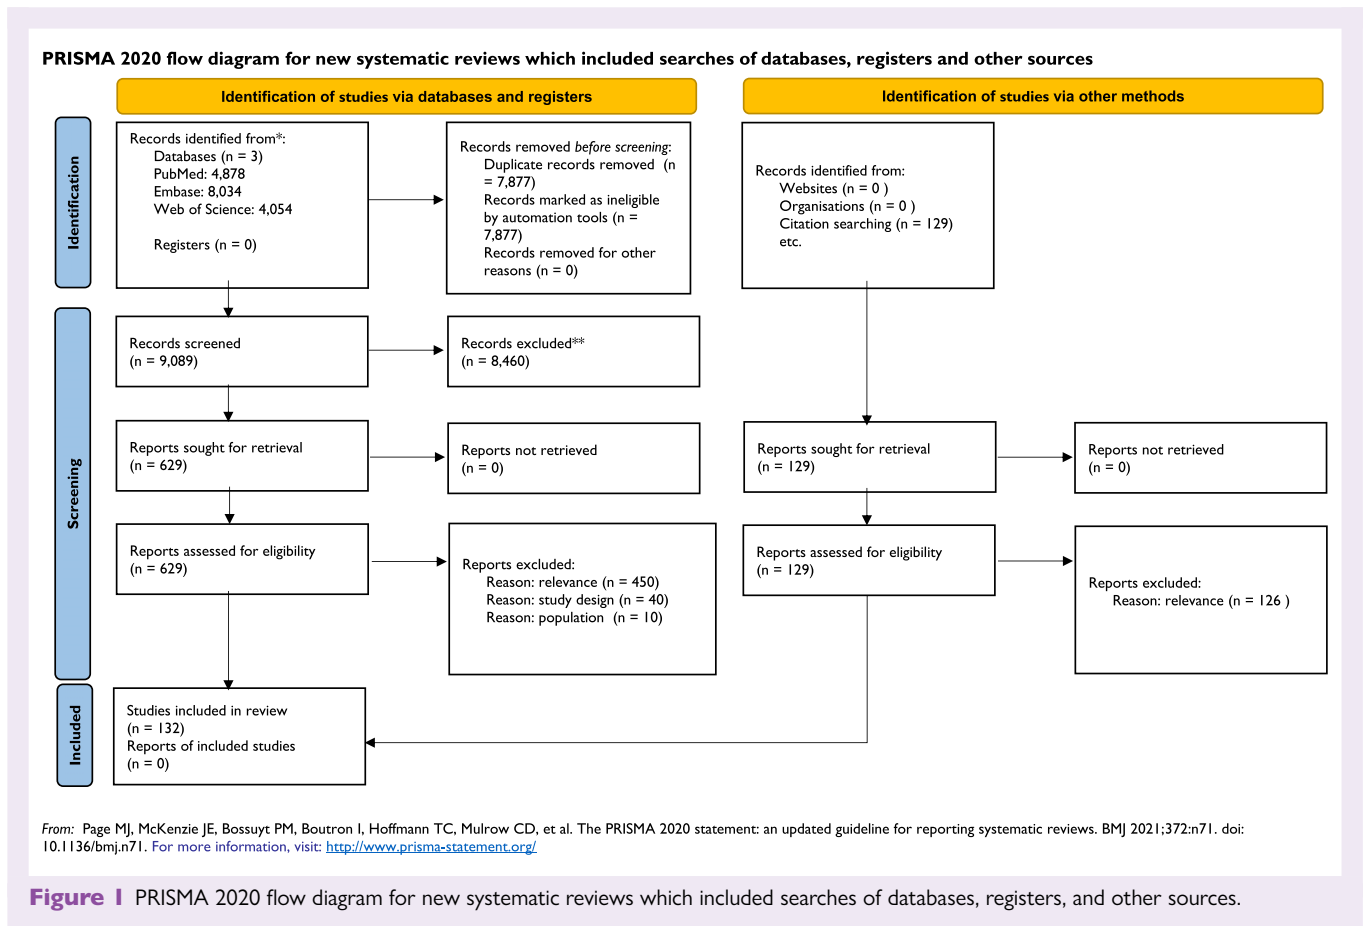 PRISMA 2020 flow diagram for new systematic reviews which included searches of databases, registers and other sources
Identification of studies via databases and registers
Identification of studies via other methods
Identification
Records identified from*:
Databases (n = 3)
PubMed: 4,878
Embase: 8,034
Web of Science: 4,054
Registers (n = 0)
Records removed before screening:
Duplicate records removed (n
= 7,877)
Records marked as ineligible
by automation tools (n =
7,877)
Records removed for other
reasons (n = 0)
Records identified from:
Websites (n = 0 )
Organisations (n = 0 )
Citation searching (n = 129)
etc.
Screening
Records screened
(n = 9,089)
Records excluded**
(n = 8,460)
Reports sought for retrieval
(n = 629)
Reports not retrieved
(n = 0)
Reports sought for retrieval
(n = 129)
Reports not retrieved
(n = 0)
Reports assessed for eligibility
(n = 629)
Reports excluded:
Reason: relevance (n = 450)
Reason: study design (n = 40)
Reason: population (n = 10)
Reports assessed for eligibility
(n = 129)
Reports excluded:
Reason: relevance (n = 126 )
Included
Studies included in review
(n = 132)
Reports of included studies
(n = 0)
From: Page MJ, McKenzie JE, Bossuyt PM, Boutron I, Hoffmann TC, Mulrow CD, et al. The PRISMA 2020 statement: an updated guideline for reporting systematic reviews. BMJ 2021;372:n71. doi:
10.1136/bmj.n71. For more information, visit: http://www.prisma-statement.org/
Figure 1 PRISMA 2020 flow diagram for new systematic reviews which included searches of databases, registers, and other sources.